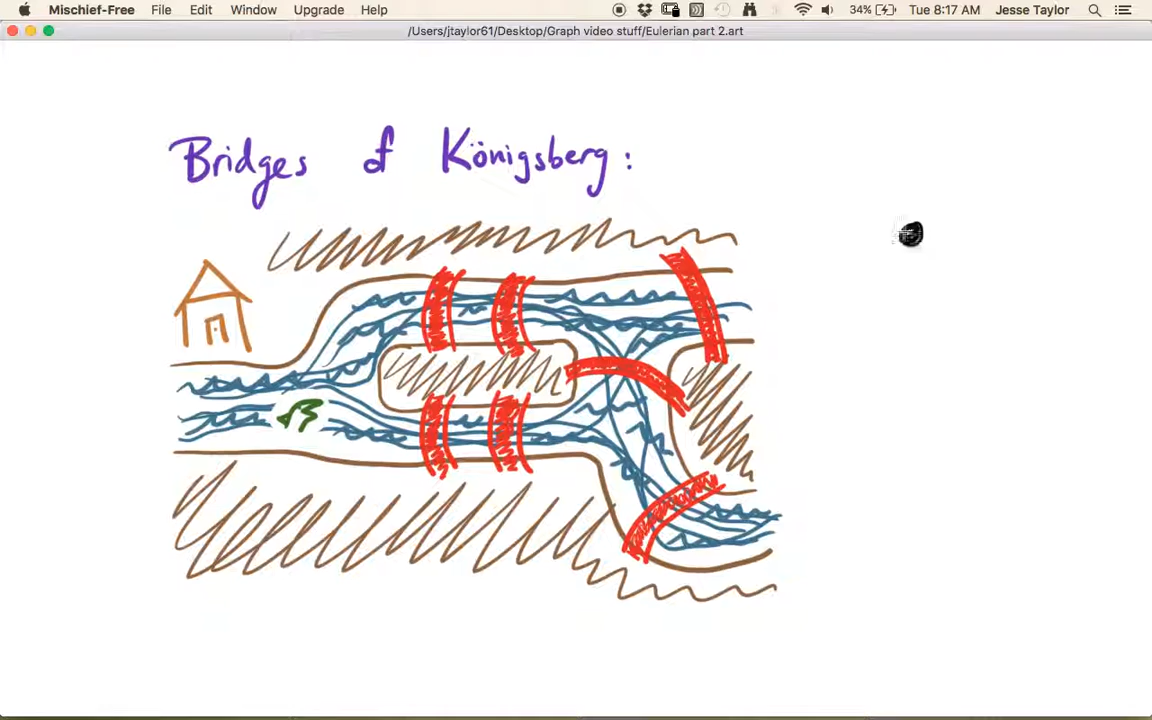 Mischief-Free File Edit Window Upgrade Help 34% Tue 8:17 AM Jesse Taylor
/Users/jtaylor61/Desktop/Graph video stuff/Eulerian part 2.art
Bridges of Königsberg: